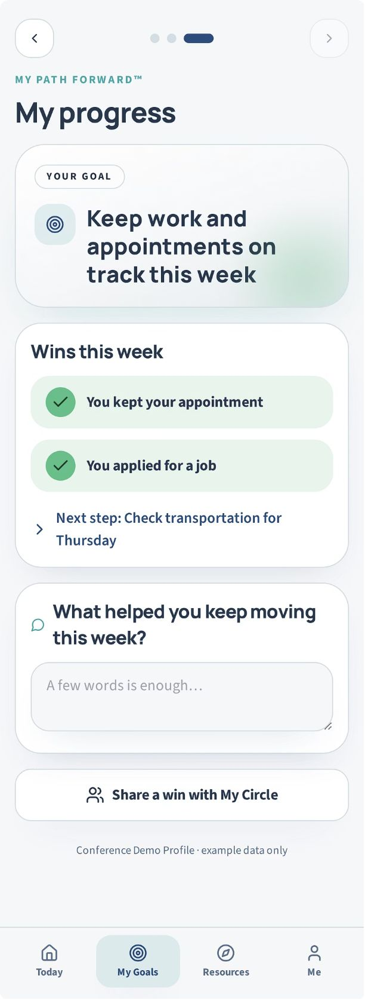 MY PATH FORWARD™
My progress
YOUR GOAL
Keep work and
appointments on
track this week
Wins this week
You kept your appointment
You applied for a job
Next step: Check transportation for
Thursday
What helped you keep moving
this week?
A few words is enough…
Share a win with My Circle
Conference Demo Profile · example data only
Today
My Goals
Resources
Me